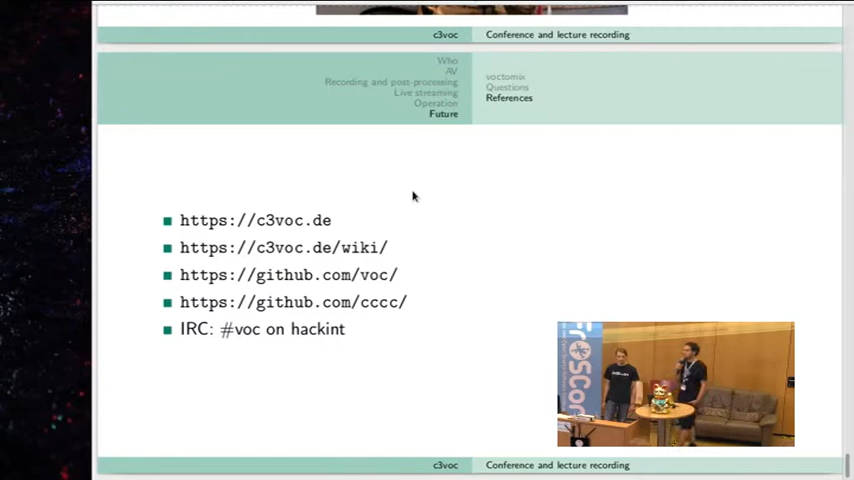 c3voc Conference and lecture recording
Who
AV
Recording and post-processing
Live streaming
Operation
Future
voctomix
Questions
References
https://c3voc.de
https://c3voc.de/wiki/
https://github.com/voc/
https://github.com/cccc/
IRC: #voc on hackint
FrOSCon
c3voc Conference and lecture recording